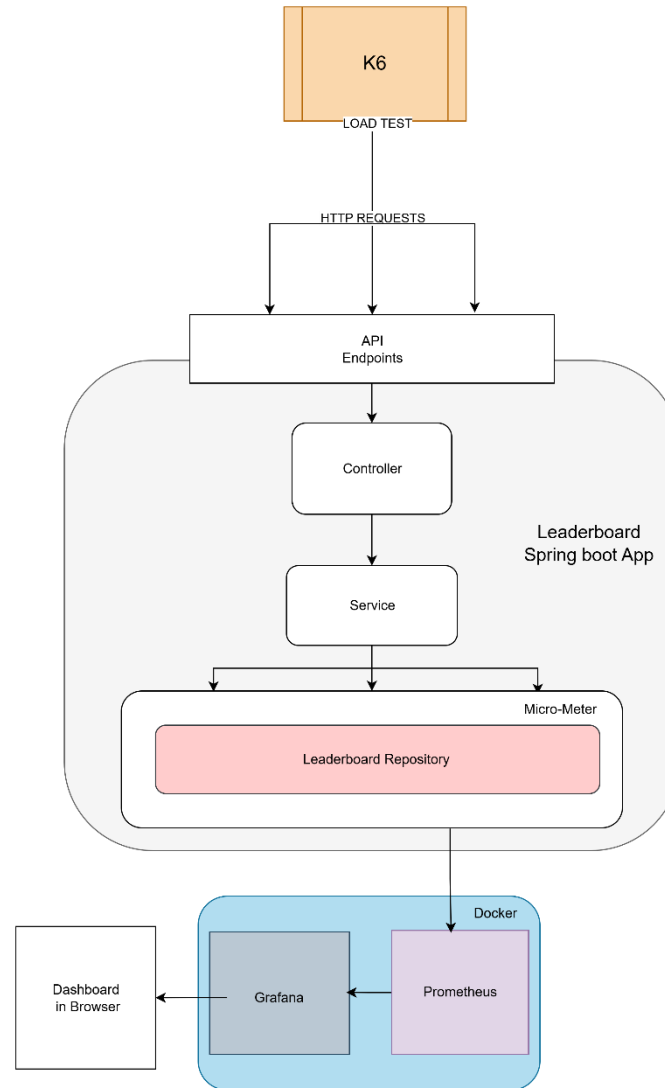 K6
LOAD TEST
HTTP REQUESTS
API
Endpoints
Controller
Leaderboard
Spring boot App
Service
Micro-Meter
Leaderboard Repository
Docker
Dashboard
in Browser
Grafana
Prometheus